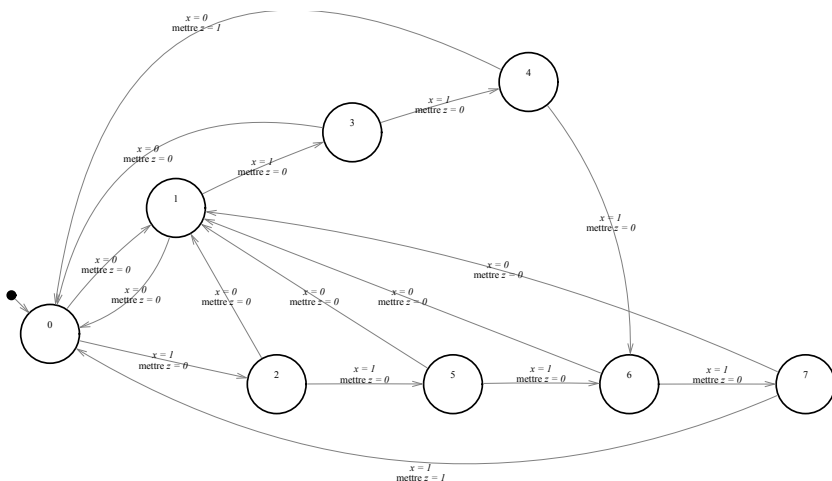 x = 0
mettre z = 1
4
x = 1
mettre z = 0
3
x = 0
mettre z = 0
x = 1
mettre z = 0
1
x = 1
mettre z = 0
x = 0
mettre z = 0
x = 0
mettre z = 0
x = 0
mettre z = 0
x = 0
mettre z = 0
x = 0
mettre z = 0
x = 0
mettre z = 0
0
x = 1
mettre z = 0
2
x = 1
mettre z = 0
5
x = 1
mettre z = 0
6
x = 1
mettre z = 0
7
x = 1
mettre z = 1